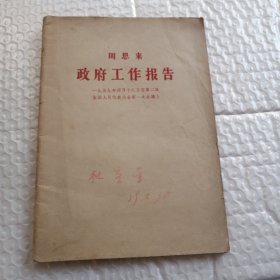 周恩来
政府工作报告
一九五九年四月十八日在第二届
全国人民代表大会第一次会议上
杜